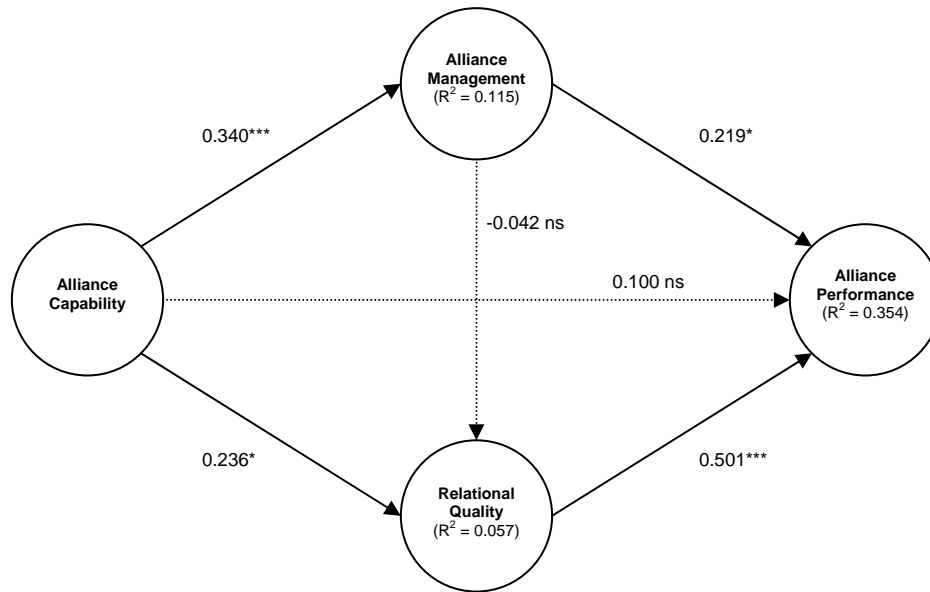 Alliance
Management
(R² = 0.115)
0.340***
0.219*
-0.042 ns
Alliance
Capability
0.100 ns
Alliance
Performance
(R² = 0.354)
0.236*
0.501***
Relational
Quality
(R² = 0.057)